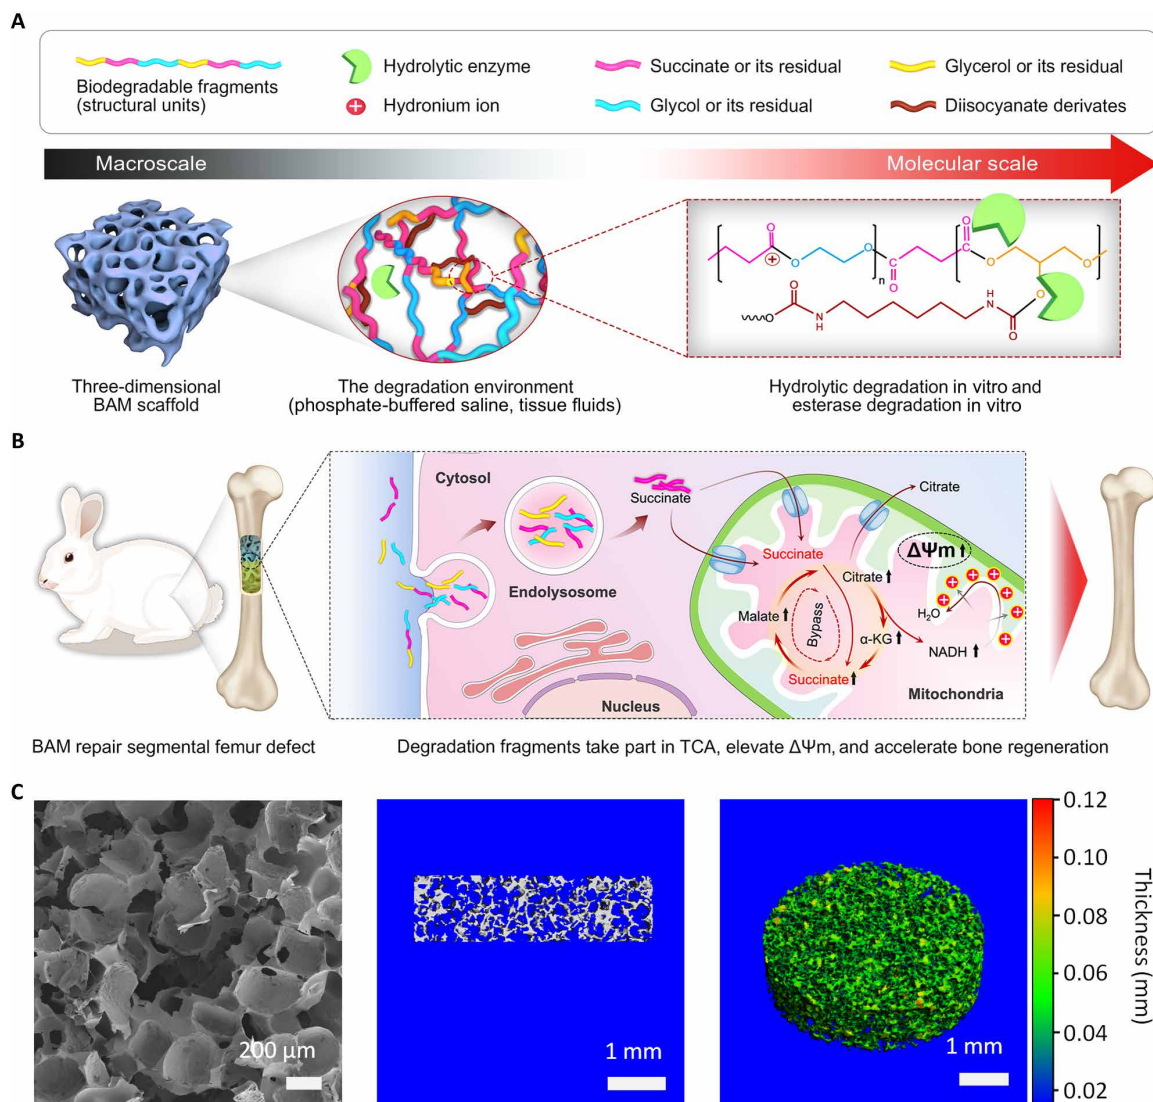 A
Biodegradable fragments
(structural units)
Hydrolytic enzyme
Hydronium ion
Succinate or its residual
Glycol or its residual
Glycerol or its residual
Diisocyanate derivates
Macroscale
Molecular scale
O
O
O
n
O
O
O
O
O
O
O
N
H
H
N
O
O
Three-dimensional
BAM scaffold
The degradation environment
(phosphate-buffered saline, tissue fluids)
Hydrolytic degradation in vitro and
esterase degradation in vitro
B
Cytosol
Endolysosome
Nucleus
Succinate
Succinate
Citrate
Citrate
Malate
Bypass
α-KG
Succinate
NADH
H₂O
ΔΨm
Mitochondria
BAM repair segmental femur defect
Degradation fragments take part in TCA, elevate ΔΨm, and accelerate bone regeneration
C
200 μm
1 mm
1 mm
0.12
0.10
0.08
0.06
0.04
0.02
Thickness (mm)